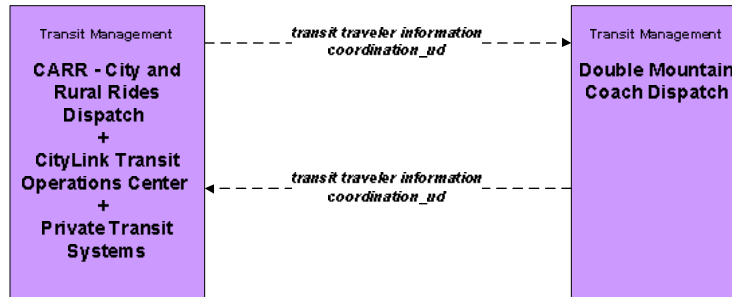 Transit Management
CARR - City and
Rural Rides
Dispatch
+
CityLink Transit
Operations Center
+
Private Transit
Systems
transit traveler information
coordination_ud
transit traveler information
coordination_ud
Transit Management
Double Mountain
Coach Dispatch